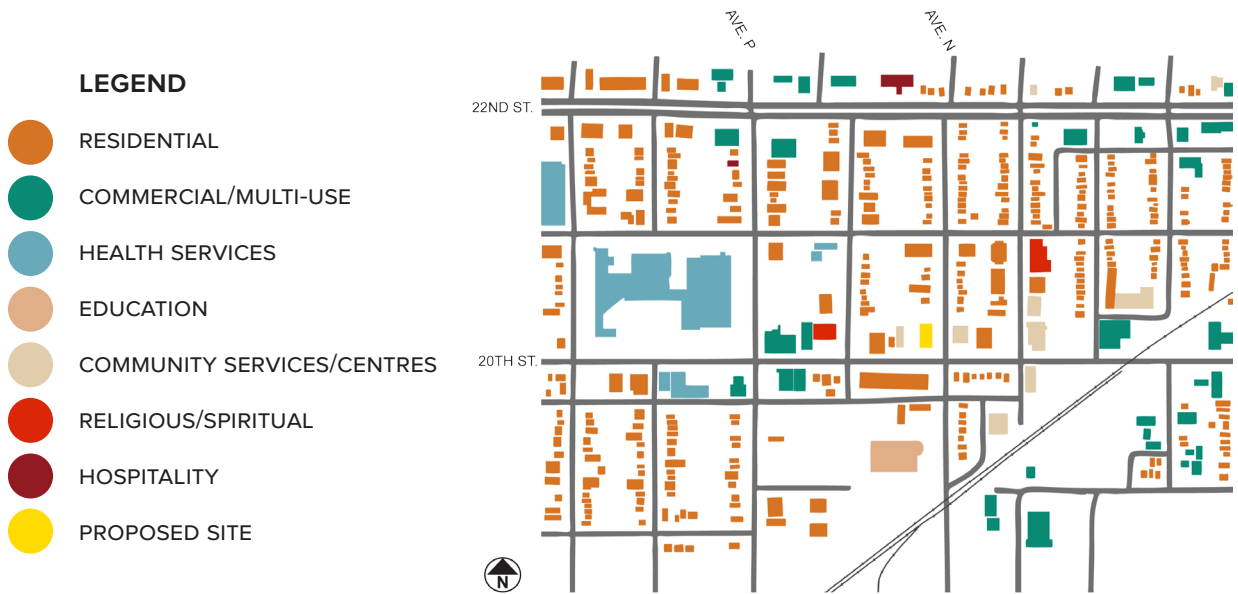 LEGEND
RESIDENTIAL
COMMERCIAL/MULTI-USE
HEALTH SERVICES
EDUCATION
COMMUNITY SERVICES/CENTRES
RELIGIOUS/SPIRITUAL
HOSPITALITY
PROPOSED SITE
AVE. P
AVE. N
22ND ST.
20TH ST.
N